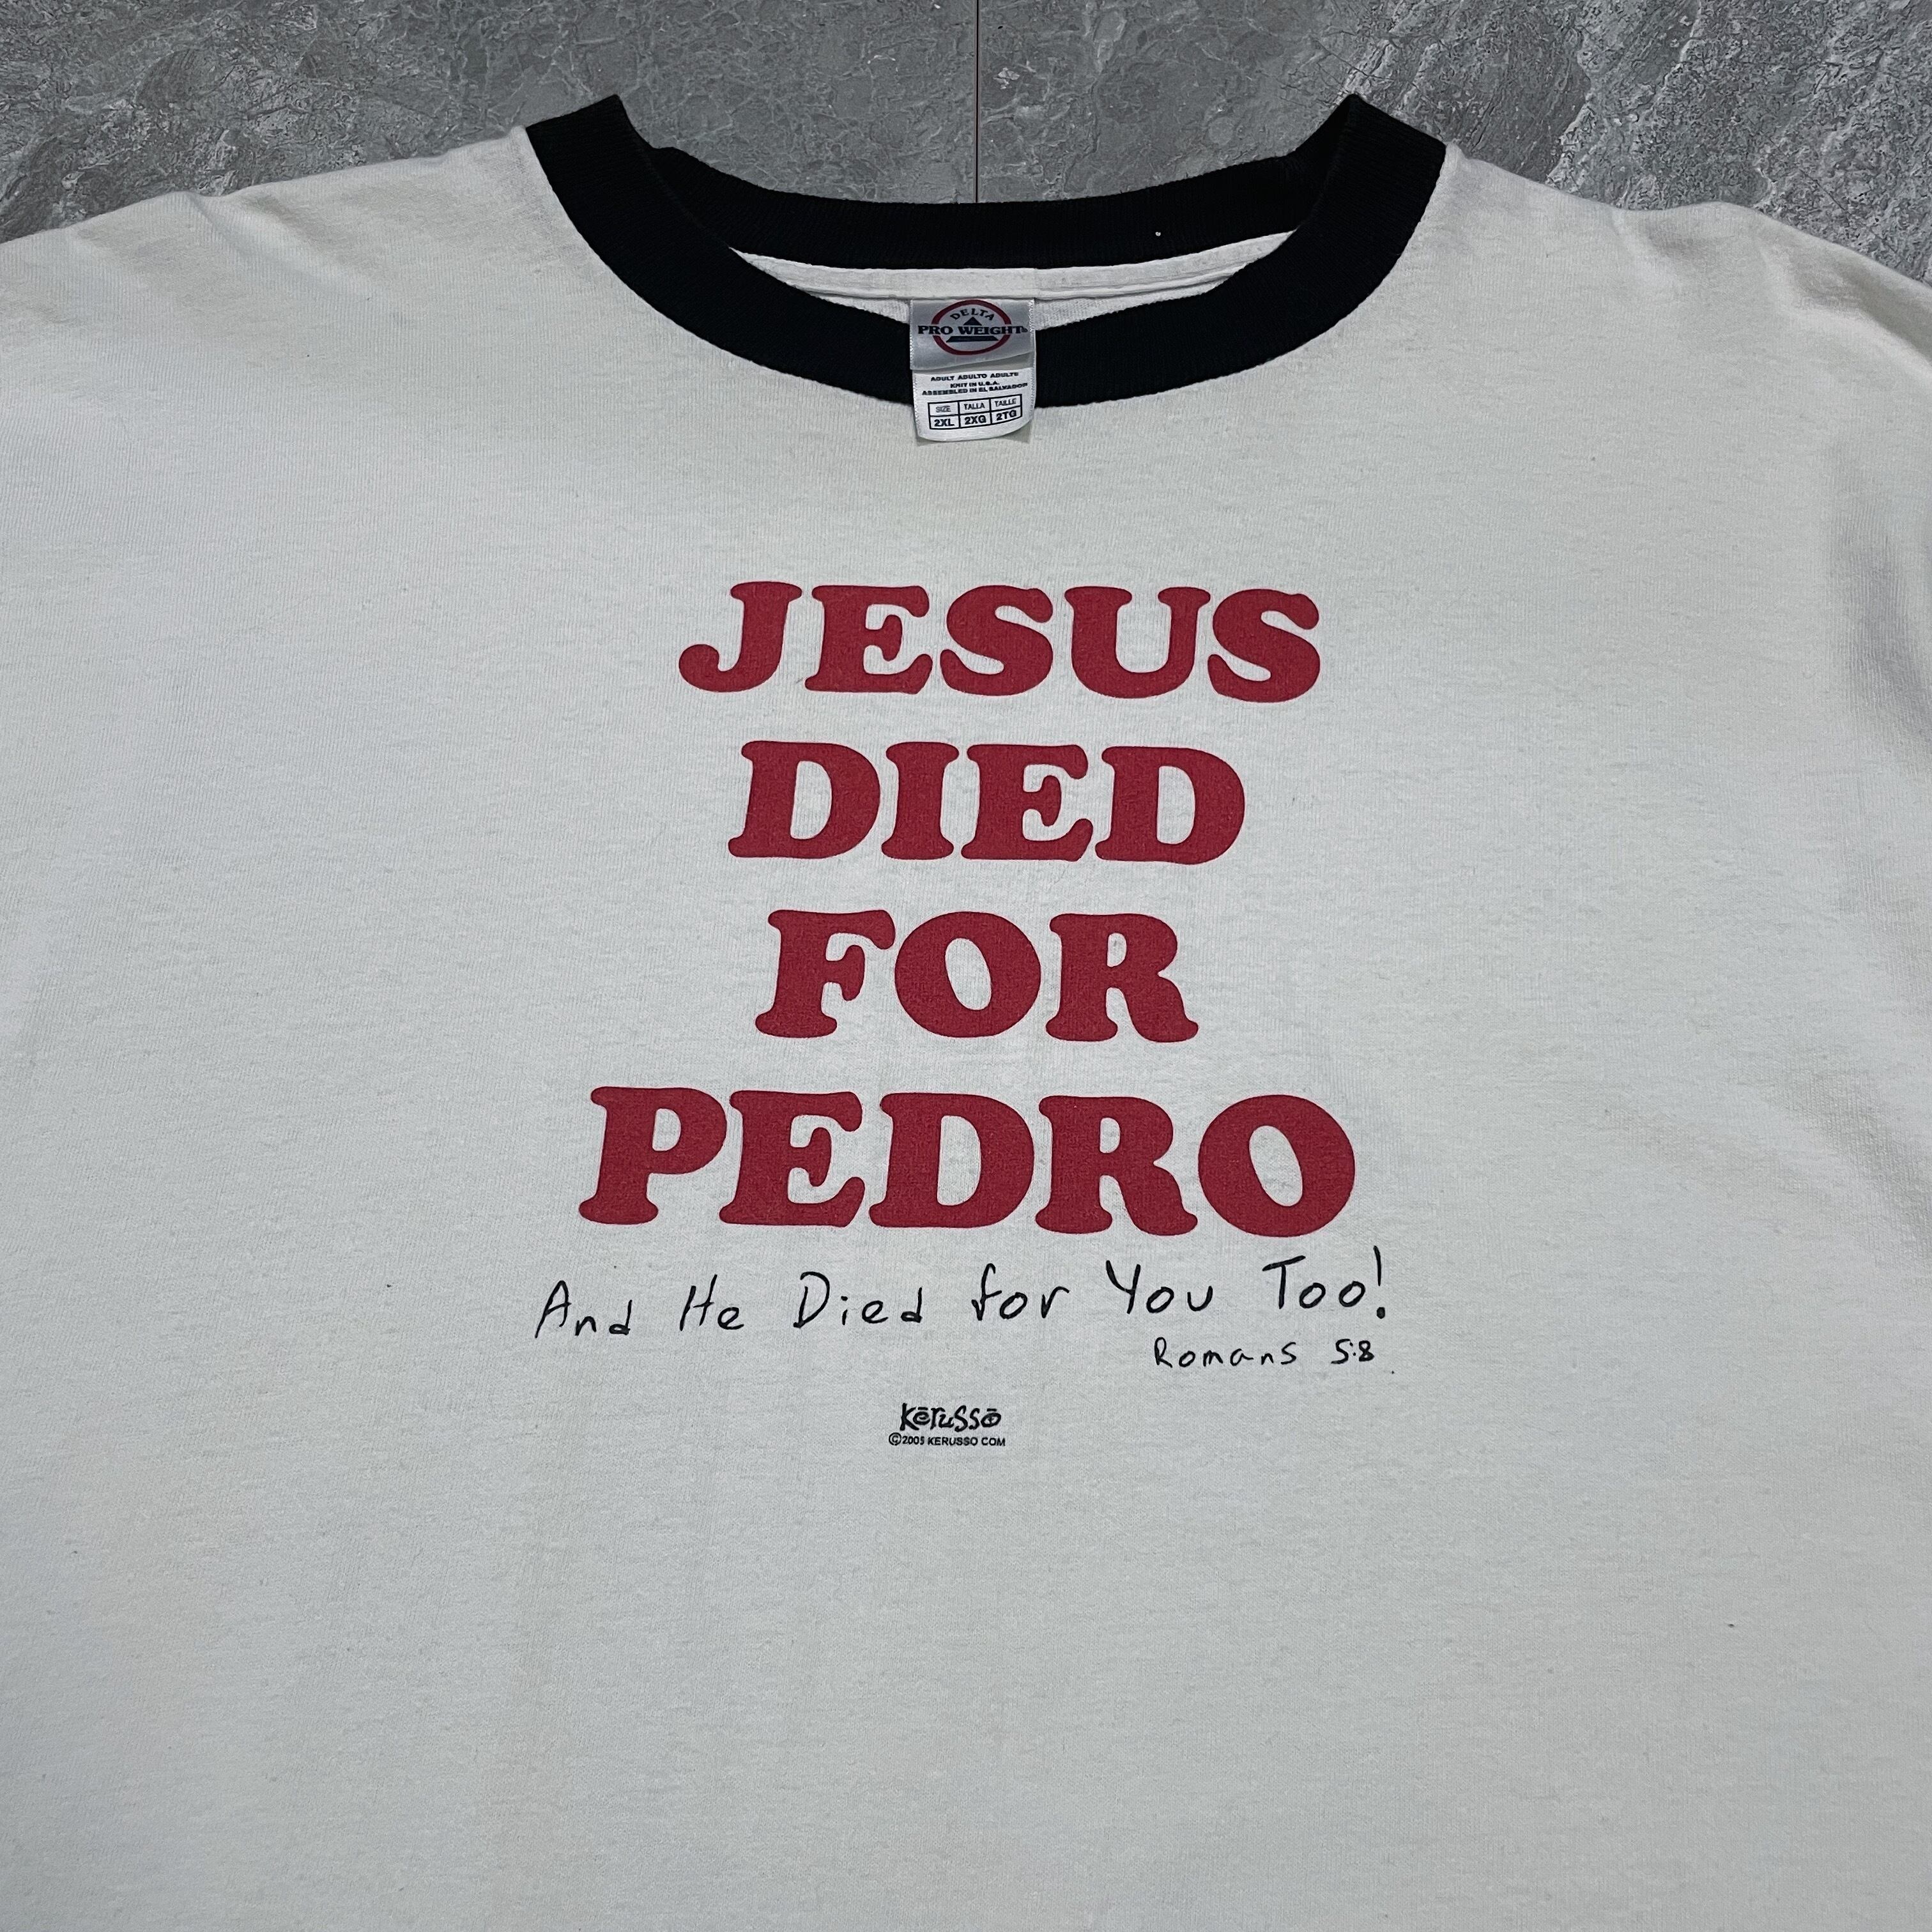 DELTA
PRO WEIGHT
ADULT ADULTO ADULTE
KNIT IN U.S.A.
ASSEMBLED IN EL SALVADOR
SIZE TALLA TAILLE
2XL 2XG 2TG
JESUS
DIED
FOR
PEDRO
And He Died for You Too!
Romans 5:8
Kerusso
©2005 KERUSSO COM